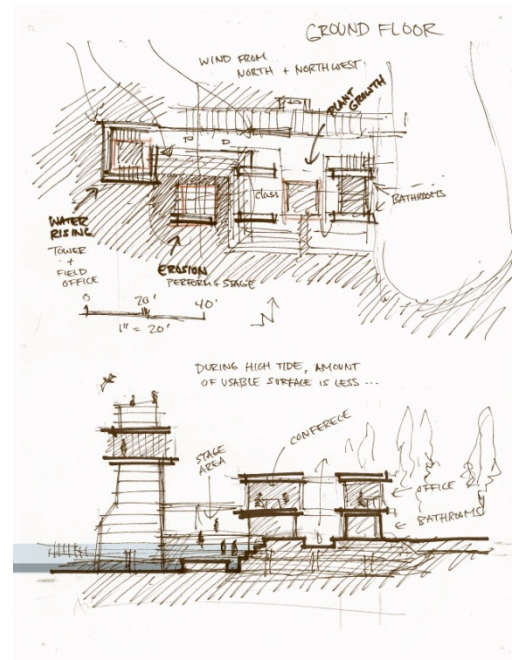 GROUND FLOOR
WIND FROM
NORTH + NORTHWEST
PLANT
GROWTH
Class
BATHROOMS
WATER
RISING
TOWER
+
FIELD
OFFICE
EROSION
PERFORM + STAGE
0 20' 40'
1" = 20'
N
DURING HIGH TIDE, AMOUNT
OF USABLE SURFACE IS LESS ...
CONFERECE
STAGE
AREA
OFFICE
BATHROOMS